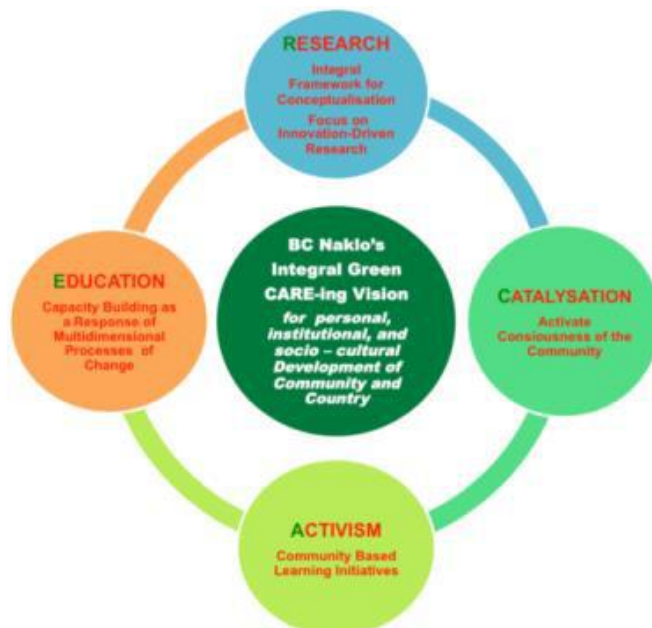 RESEARCH
Integral
Framework for
Conceptualisation
Focus on
Innovation-Driven
Research
EDUCATION
Capacity Building as
a Response of
Multidimensional
Processes of
Change
BC Naklo's
Integral Green
CARE-ing Vision
for personal,
institutional, and
socio – cultural
Development of
Community and
Country
CATALYSATION
Activate
Consiousness of the
Community
ACTIVISM
Community Based
Learning Initiatives